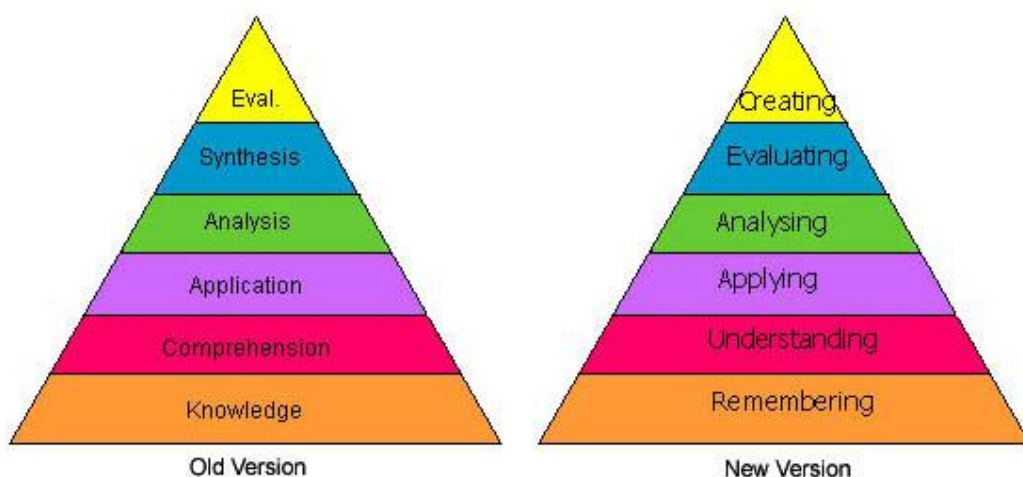 Eval.
Synthesis
Analysis
Application
Comprehension
Knowledge
Old Version
Creating
Evaluating
Analysing
Applying
Understanding
Remembering
New Version